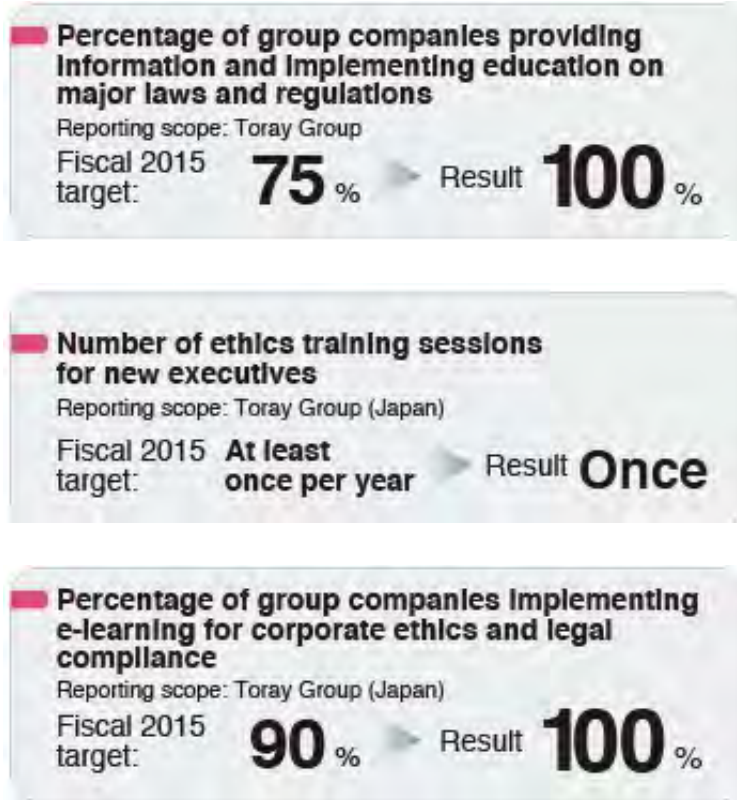 Percentage of group companies providing
information and implementing education on
major laws and regulations
Reporting scope: Toray Group
Fiscal 2015
target:
75 %
Result 100 %
Number of ethics training sessions
for new executives
Reporting scope: Toray Group (Japan)
Fiscal 2015
target:
At least
once per year
Result Once
Percentage of group companies implementing
e-learning for corporate ethics and legal
compliance
Reporting scope: Toray Group (Japan)
Fiscal 2015
target:
90 %
Result 100 %